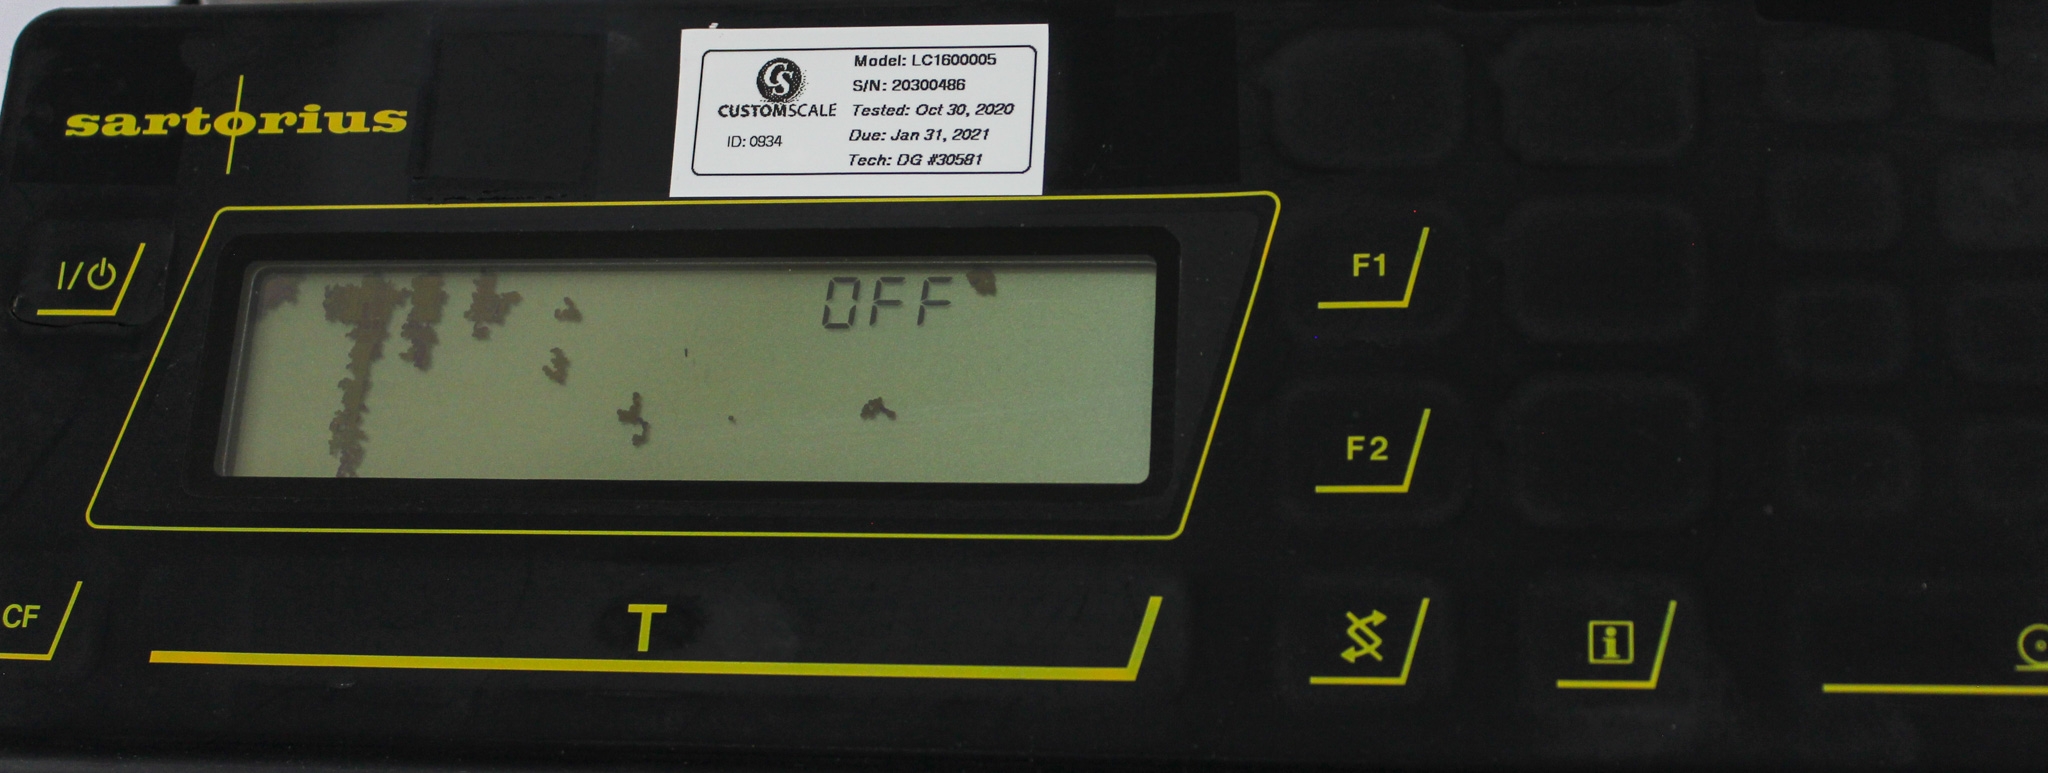 sartorius
CUSTOMSCALE
ID: 0934
Model: LC1600005
S/N: 20300486
Tested: Oct 30, 2020
Due: Jan 31, 2021
Tech: DG #30581
I/⏻
OFF
F1
F2
CF
T
i